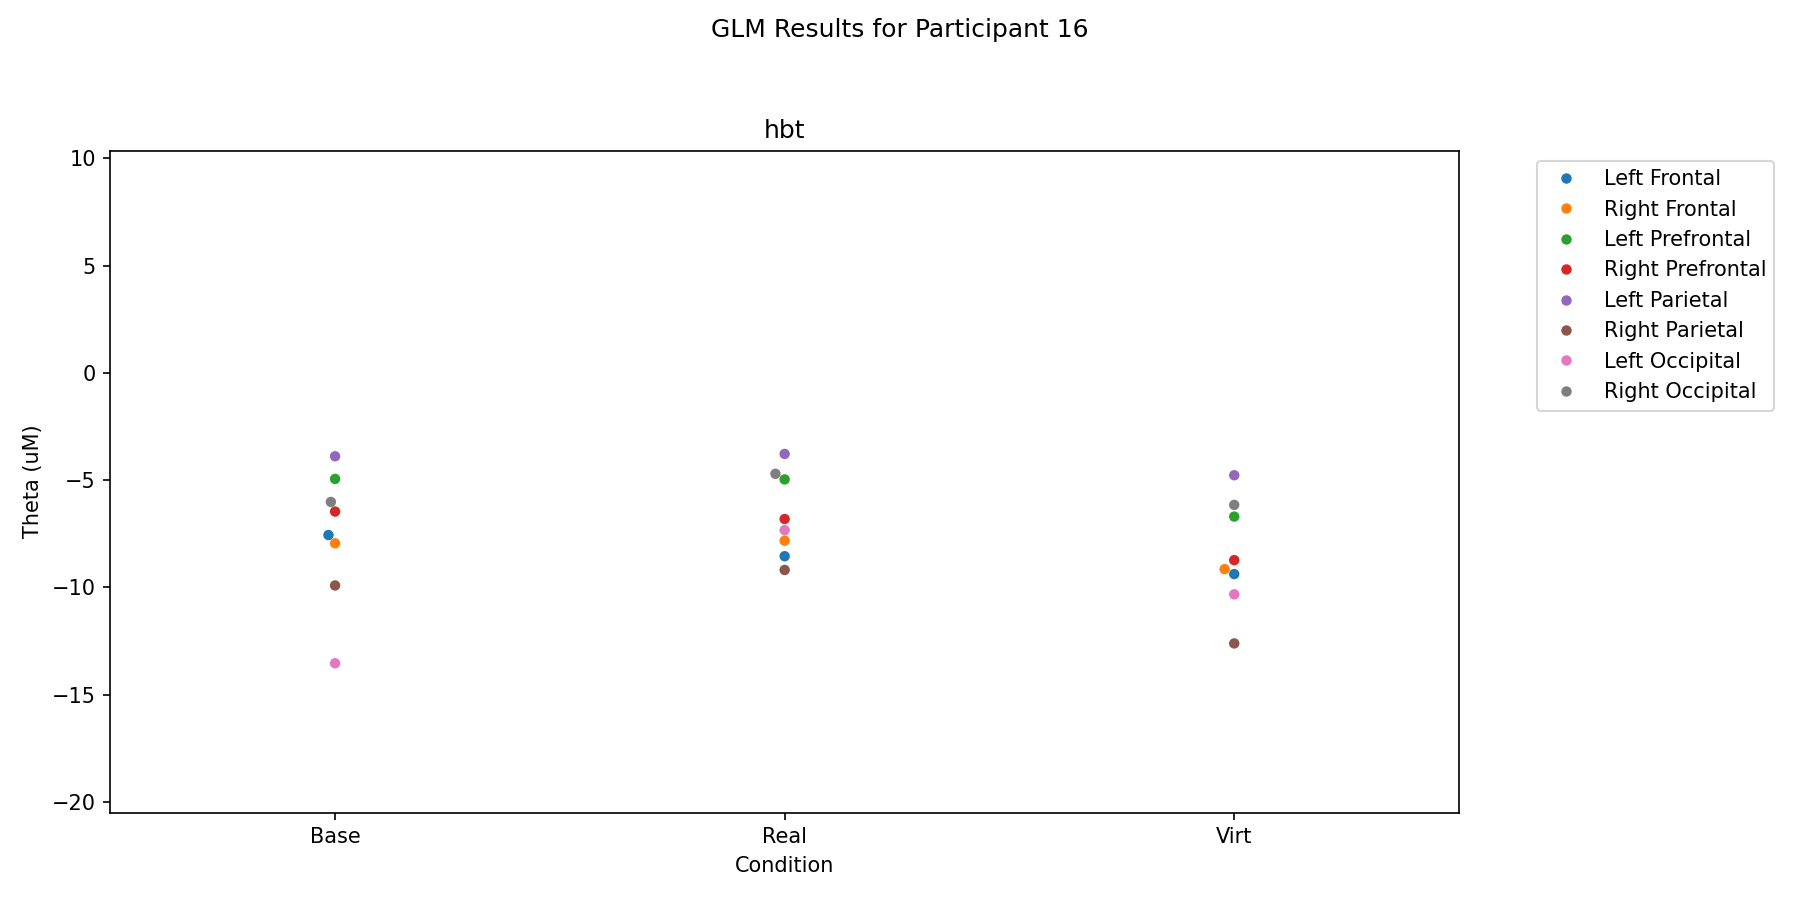 GLM Results for Participant 16
hbt
10
5
0
−5
−10
−15
−20
Theta (uM)
Base
Real
Virt
Condition
Left Frontal
Right Frontal
Left Prefrontal
Right Prefrontal
Left Parietal
Right Parietal
Left Occipital
Right Occipital